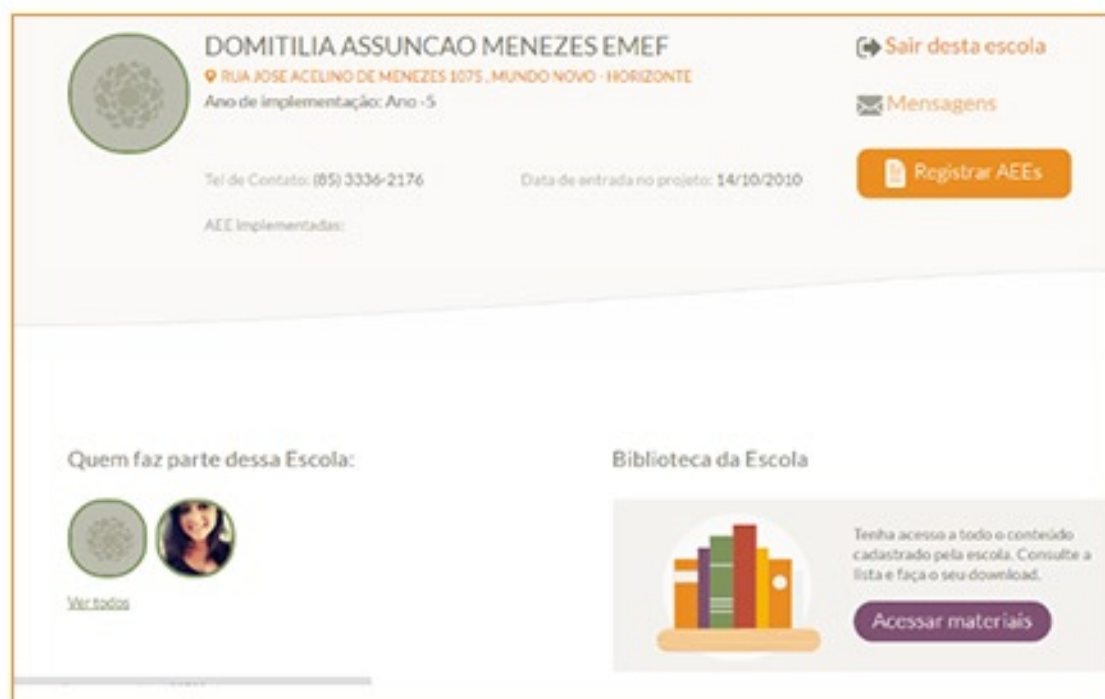 DOMITILIA ASSUNCAO MENEZES EMEF
RUA JOSE ACELINO DE MENEZES 1075 , MUNDO NOVO - HORIZONTE
Ano de implementação: Ano -5
Sair desta escola
Mensagens
Registrar AEEs
Tel de Contato: (85) 3336-2176
Data de entrada no projeto: 14/10/2010
AEE Implementadas:
Quem faz parte dessa Escola:
Ver todos
Biblioteca da Escola
Tenha acesso a todo o conteúdo
cadastrado pela escola. Consulte a
lista e faça o seu download.
Acessar materiais